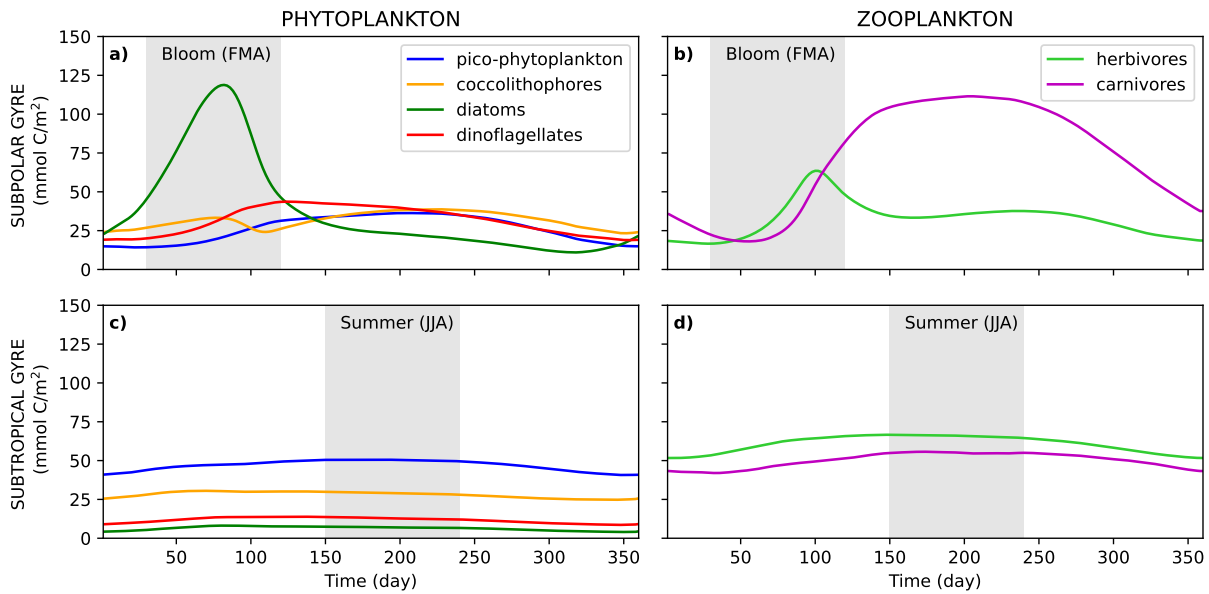 PHYTOPLANKTON
ZOOPLANKTON
SUBPOLAR GYRE
(mmol C/m²)
150
125
100
75
50
25
0
a)
Bloom (FMA)
pico-phytoplankton
coccolithophores
diatoms
dinoflagellates
b)
Bloom (FMA)
herbivores
carnivores
SUBTROPICAL GYRE
(mmol C/m²)
150
125
100
75
50
25
0
c)
Summer (JJA)
d)
Summer (JJA)
50 100 150 200 250 300 350
Time (day)
50 100 150 200 250 300 350
Time (day)